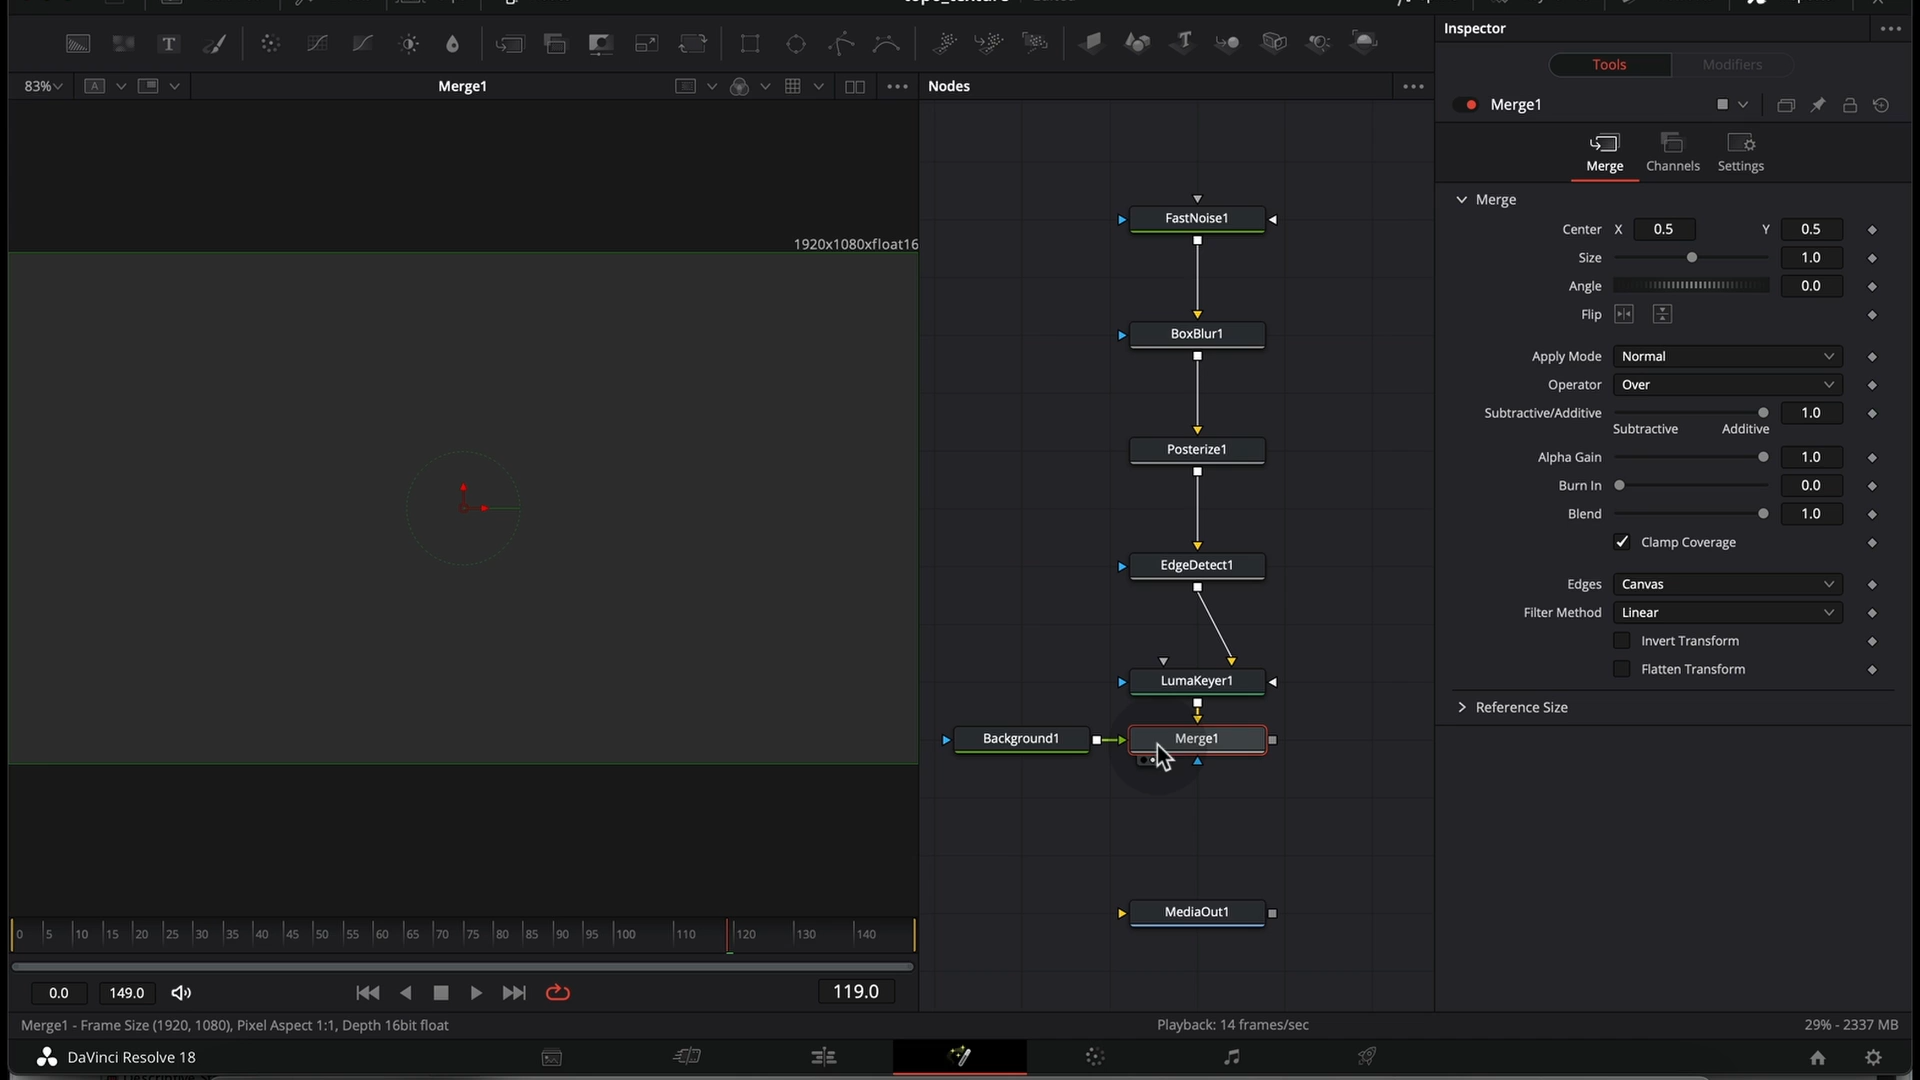 Inspector
T
Tools
Modifiers
83%
A
Merge1
Nodes
Merge1
Merge
Channels
Settings
Merge
Center X 0.5 Y 0.5
Size 1.0
Angle 0.0
Flip
Apply Mode Normal
Operator Over
Subtractive/Additive 1.0
Subtractive Additive
Alpha Gain 1.0
Burn In 0.0
Blend 1.0
Clamp Coverage
Edges Canvas
Filter Method Linear
Invert Transform
Flatten Transform
Reference Size
1920x1080xfloat16
FastNoise1
BoxBlur1
Posterize1
EdgeDetect1
LumaKeyer1
Background1
Merge1
MediaOut1
0 5 10 15 20 25 30 35 40 45 50 55 60 65 70 75 80 85 90 95 100 110 120 130 140
0.0
149.0
119.0
Merge1 - Frame Size (1920, 1080), Pixel Aspect 1:1, Depth 16bit float
Playback: 14 frames/sec
29% - 2337 MB
DaVinci Resolve 18